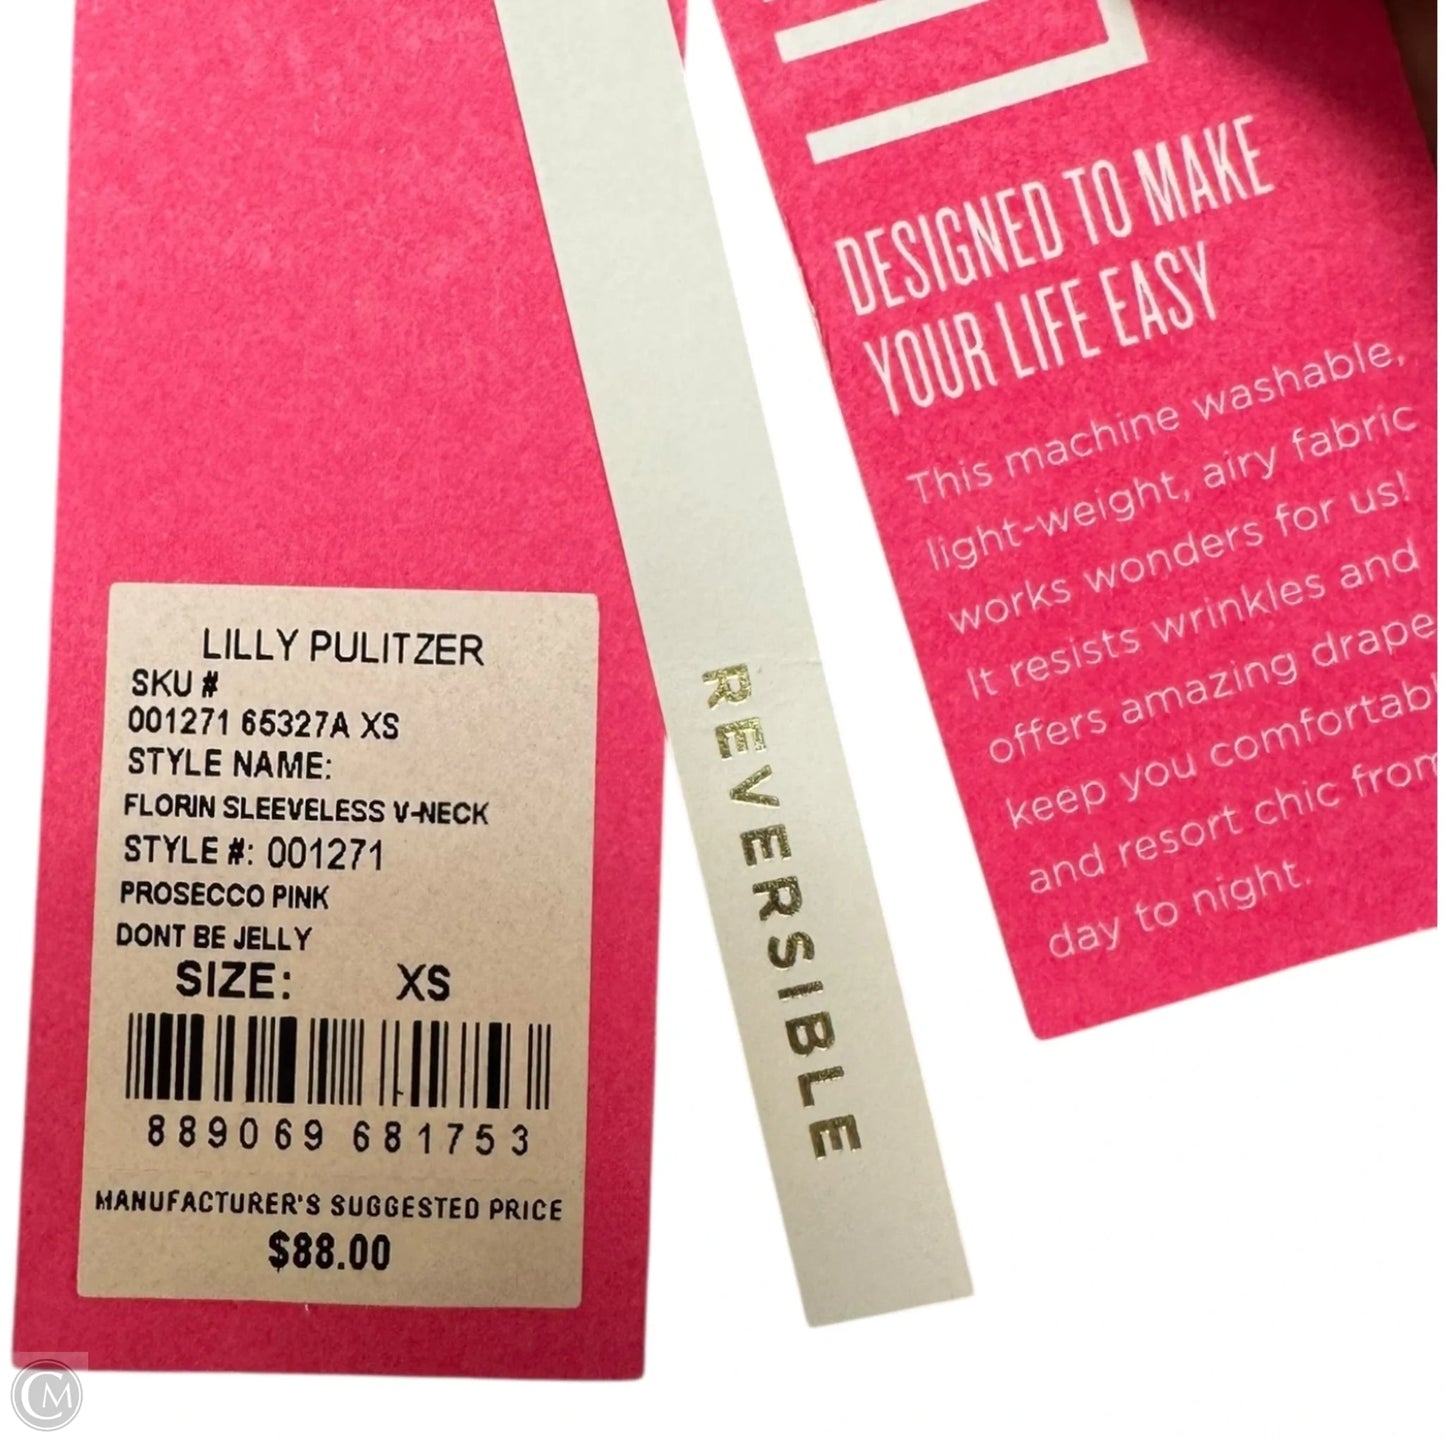 LILLY PULITZER
SKU #
001271 65327A XS
STYLE NAME:
FLORIN SLEEVELESS V-NECK
STYLE #: 001271
PROSECCO PINK
DONT BE JELLY
SIZE: XS
889069 681753
MANUFACTURER'S SUGGESTED PRICE
$88.00
REVERSIBLE
DESIGNED TO MAKE
YOUR LIFE EASY
This machine washable,
light-weight, airy fabric
works wonders for us!
It resists wrinkles and
offers amazing drape
keep you comfortab
and resort chic from
day to night.
CM